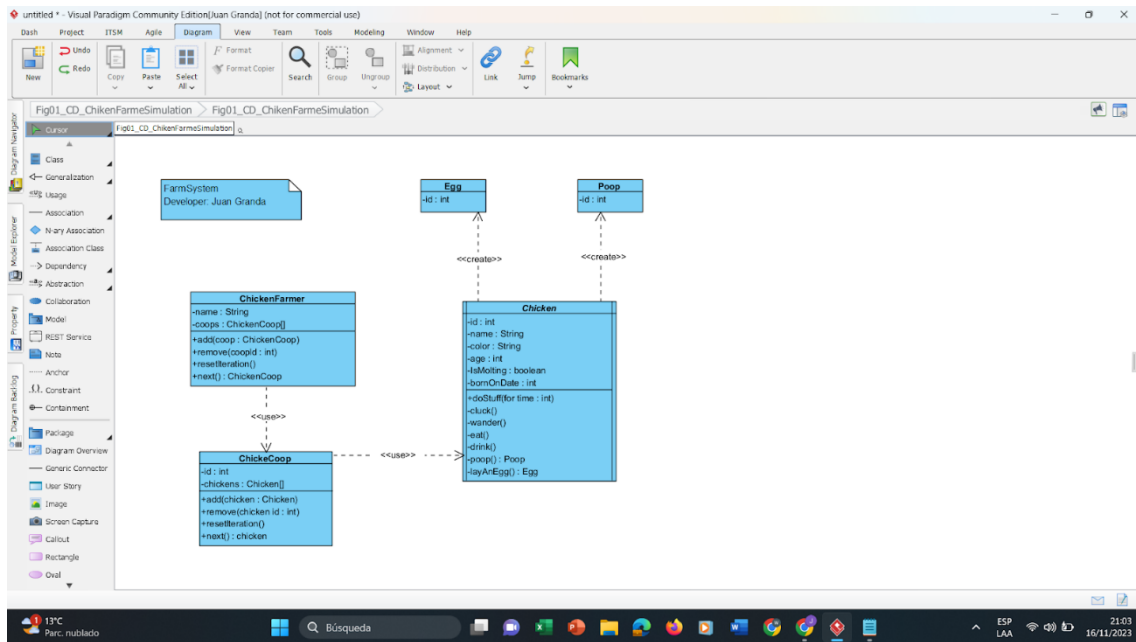 untitled * - Visual Paradigm Community Edition[Juan Granda] (not for commercial use)
Dash Project ITSM Agile Diagram View Team Tools Modeling Window Help
New
Undo
Redo
Copy
Paste
Select All
Format
Format Copier
Search
Group
Ungroup
Alignment
Distribution
Layout
Link
Jump
Bookmarks
Fig01_CD_ChikenFarmeSimulation Fig01_CD_ChikenFarmeSimulation
Diagram Navigator
Model Explorer
Property
Diagram Backlog
Cursor
Class
Generalization
Usage
Association
N-ary Association
Association Class
Dependency
Abstraction
Collaboration
Model
REST Service
Note
Anchor
Constraint
Containment
Package
Diagram Overview
Generic Connector
User Story
Image
Screen Capture
Callout
Rectangle
Oval
Fig01_CD_ChikenFarmeSimulation
FarmSystem
Developer: Juan Granda
Egg
-id : int
Poop
-id : int
<<create>>
<<create>>
ChickenFarmer
-name : String
-coops : ChickenCoop[]
+add(coop : ChickenCoop)
+remove(coopId : int)
+resetIteration()
+next() : ChickenCoop
<<use>>
ChickeCoop
-id : int
-chickens : Chicken[]
+add(chicken : Chicken)
+remove(chicken id : int)
+resetIteration()
+next() : chicken
<<use>>
Chicken
-id : int
-name : String
-color : String
-age : int
-IsMolting : boolean
-bornOnDate : int
+doStuff(for time : int)
-cluck()
-wander()
-eat()
-drink()
-poop() : Poop
-layAnEgg() : Egg
1
13°C
Parc. nublado
Búsqueda
ESP
LAA
21:03
16/11/2023